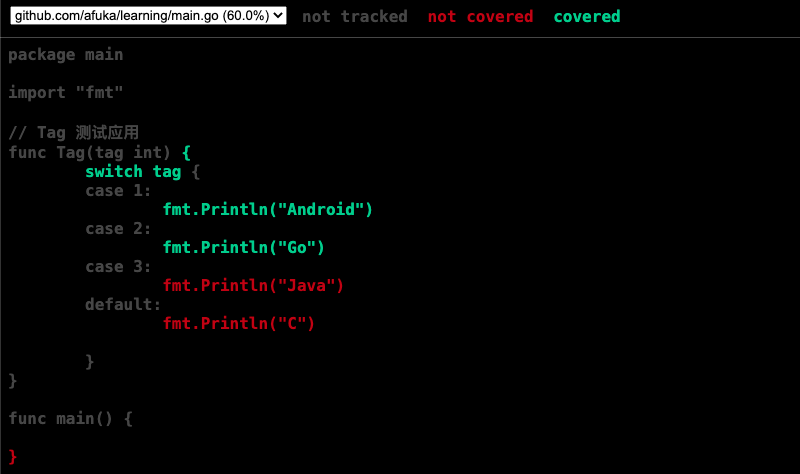 github.com/afuka/learning/main.go (60.0%) not tracked not covered covered
package main
import "fmt"
// Tag 测试应用
func Tag(tag int) {
switch tag {
case 1:
fmt.Println("Android")
case 2:
fmt.Println("Go")
case 3:
fmt.Println("Java")
default:
fmt.Println("C")
}
}
func main() {
}